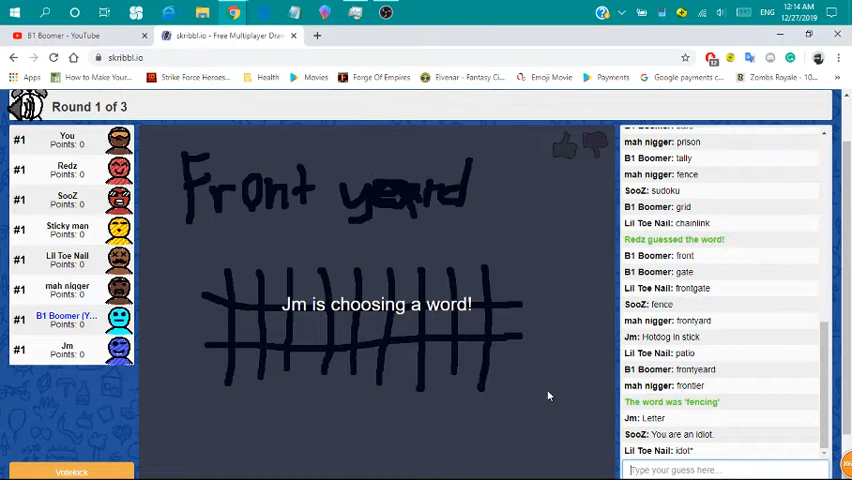 12:14 AM
ENG
12/27/2019
B1 Boomer - YouTube
skribbl.io - Free Multiplayer Draw
skribbl.io
Apps
How to Make Your...
Strike Force Heroes...
Health
Movies
Forge Of Empires
Elvenar - Fantasy Ci...
Emoji Movie
Payments
Google payments c...
Zombs Royale - 20...
12
Round 1 of 3
#1
You
Points: 0
#1
Redz
Points: 0
#1
SooZ
Points: 0
#1
Sticky man
Points: 0
#1
Lil Toe Nail
Points: 0
#1
mah nigger
Points: 0
#1
B1 Boomer (Y...
Points: 0
#1
Jm
Points: 0
Votekick
Front yeard
Jm is choosing a word!
mah nigger: prison
B1 Boomer: tally
mah nigger: fence
SooZ: sudoku
B1 Boomer: grid
Lil Toe Nail: chainlink
Redz guessed the word!
B1 Boomer: front
B1 Boomer: gate
Lil Toe Nail: frontgate
SooZ: fence
mah nigger: frontyard
Jm: Hotdog in stick
Lil Toe Nail: patio
B1 Boomer: frontyeard
mah nigger: frontier
The word was 'fencing'
Jm: Letter
SooZ: You are an idiot.
Lil Toe Nail: idot*
Type your guess here...